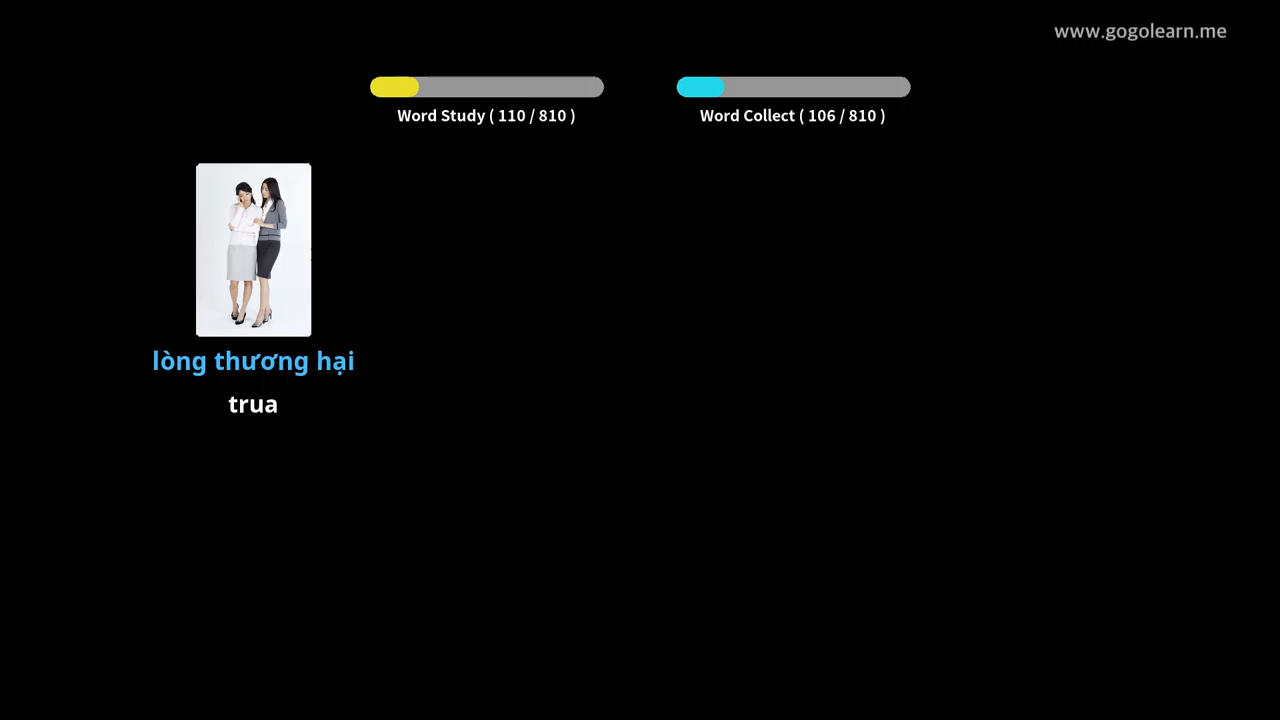 www.gogolearn.me
Word Study ( 110 / 810 )
Word Collect ( 106 / 810 )
lòng thương hại
trua